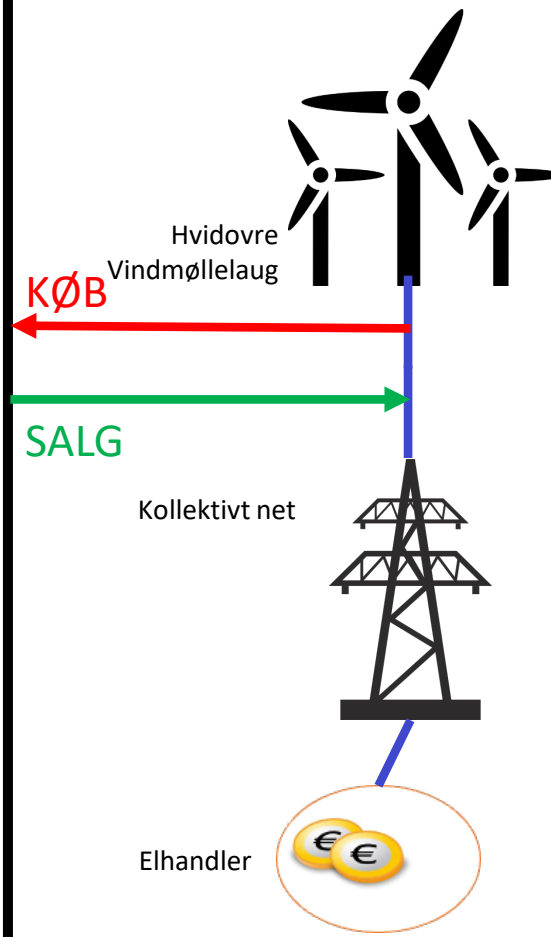 Hvidovre
Vindmøllelaug
KØB
SALG
Kollektivt net
€
€
Elhandler